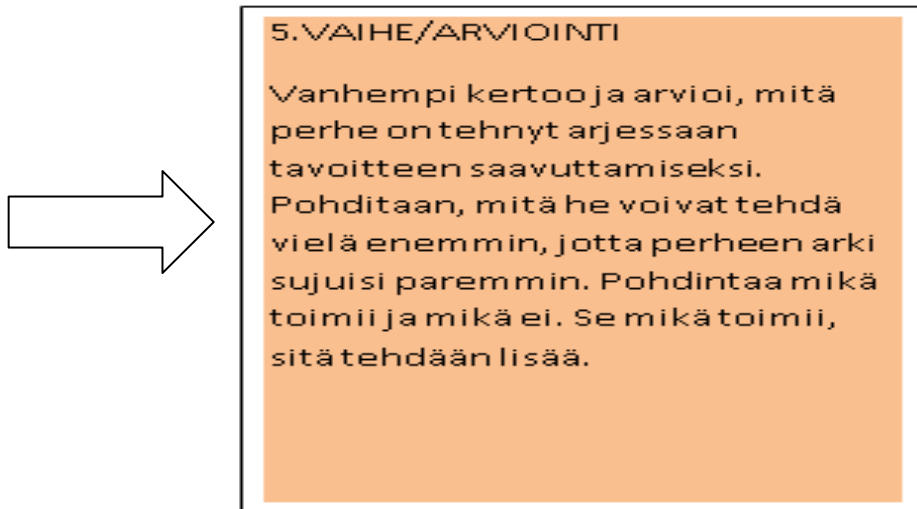 5.VAIHE/ARVIOINTI
Vanhempi kertoo ja arvioi, mitä
perhe on tehnyt arjessaan
tavoitteen saavuttamiseksi.
Pohditaan, mitä he voivat tehdä
vielä enemmin, jotta perheen arki
sujuisi paremmin. Pohdintaa mikä
toimii ja mikä ei. Se mikä toimii,
sitä tehdään lisää.